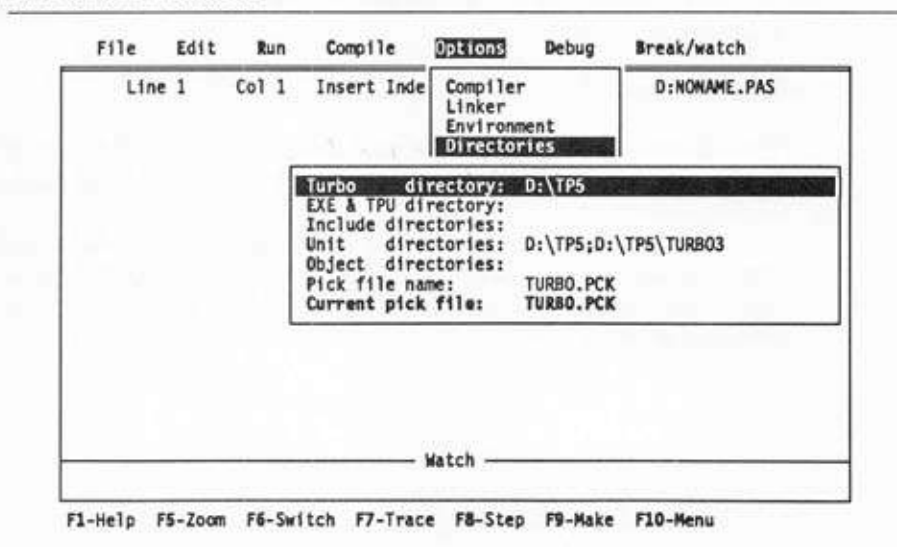 File Edit Run Compile Options Debug Break/watch
Line 1 Col 1 Insert Inde D:NONAME.PAS
Compiler
Linker
Environment
Directories
Turbo directory: D:\TP5
EXE & TPU directory:
Include directories:
Unit directories: D:\TP5;D:\TP5\TURBO3
Object directories:
Pick file name: TURBO.PCK
Current pick file: TURBO.PCK
Watch
F1-Help F5-Zoom F6-Switch F7-Trace F8-Step F9-Make F10-Menu